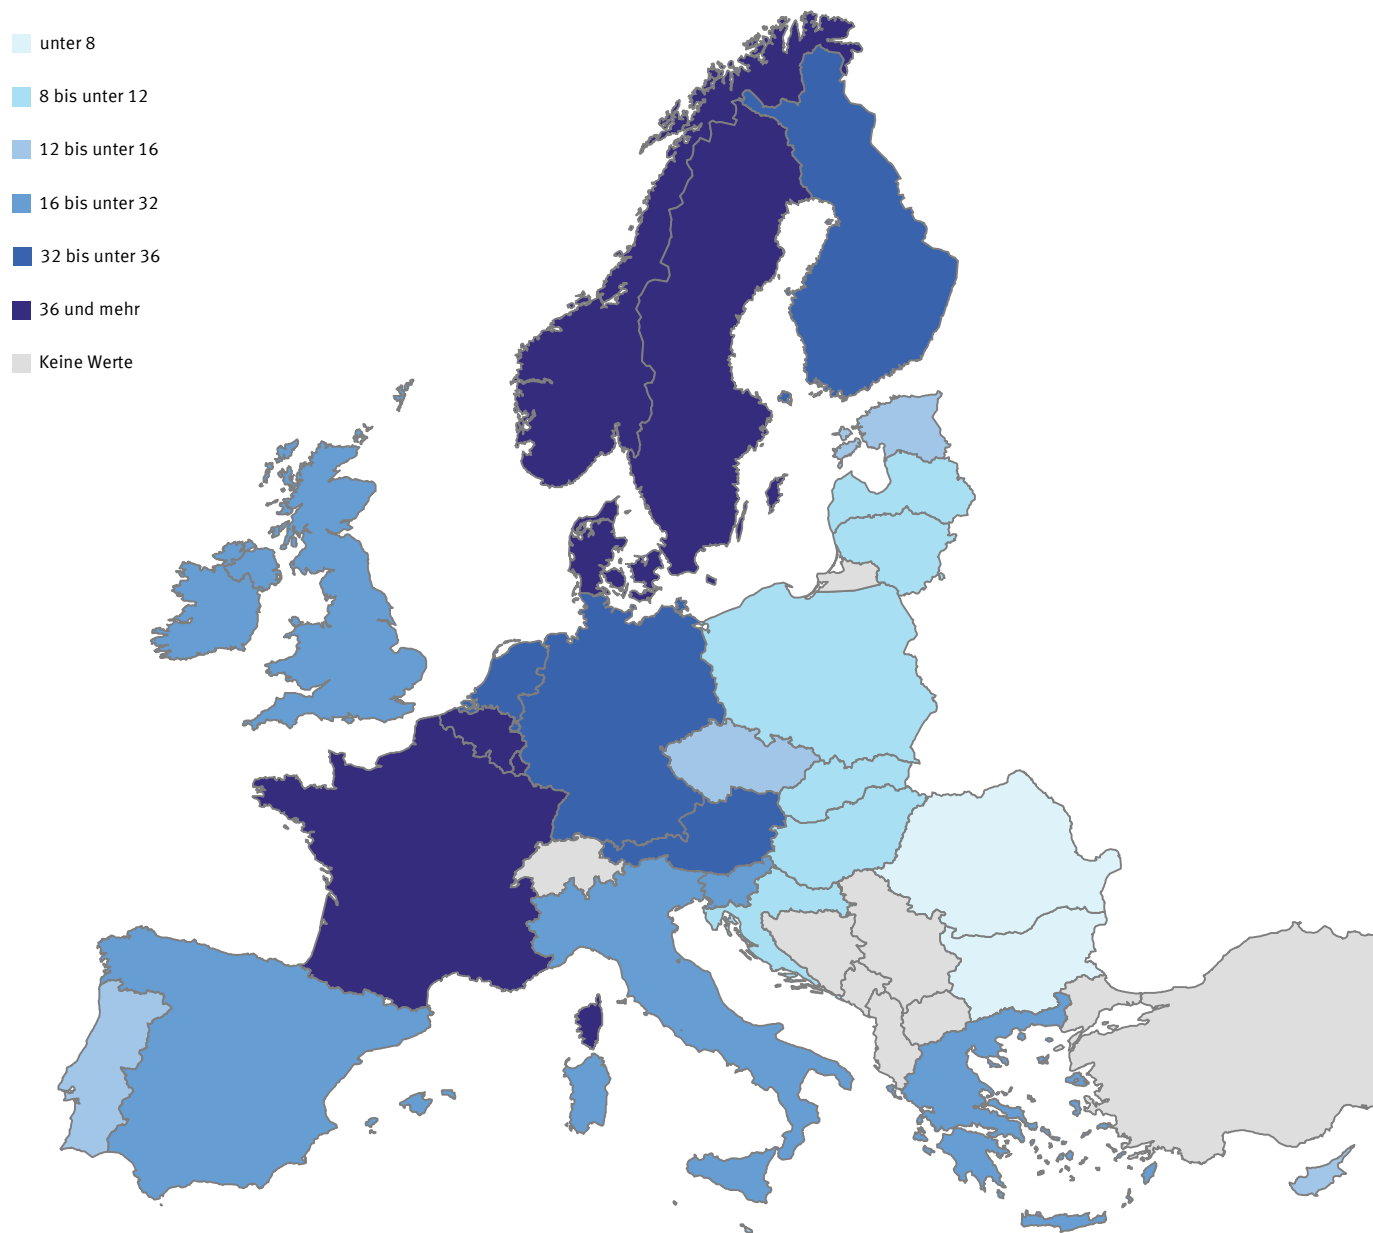 unter 8
8 bis unter 12
12 bis unter 16
16 bis unter 32
32 bis unter 36
36 und mehr
Keine Werte